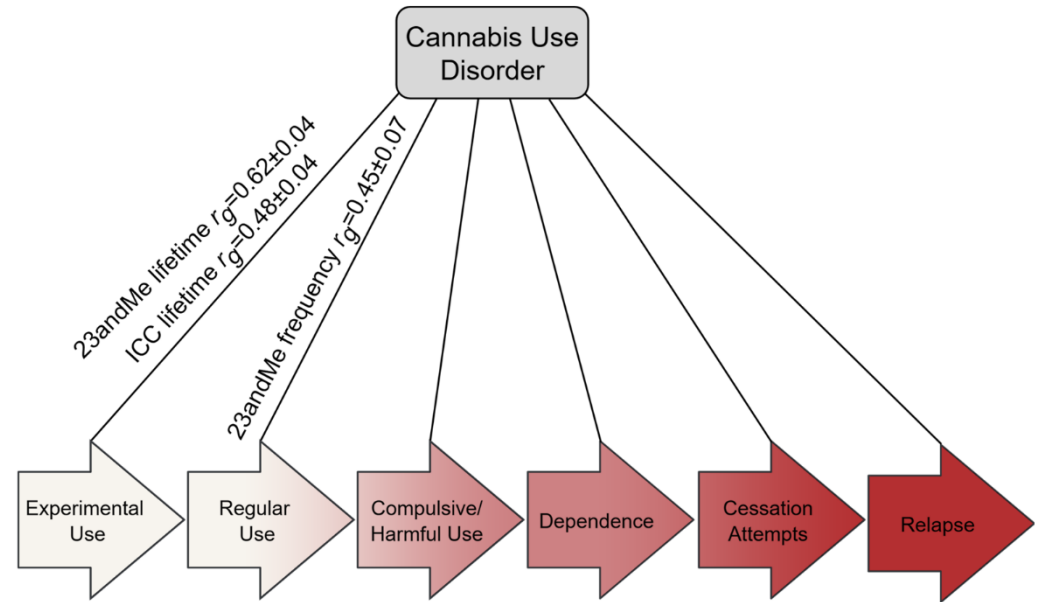 Cannabis Use
Disorder
23andMe lifetime rg=0.62±0.04
ICC lifetime rg=0.48±0.04
23andMe frequency rg=0.45±0.07
Experimental
Use
Regular
Use
Compulsive/
Harmful Use
Dependence
Cessation
Attempts
Relapse